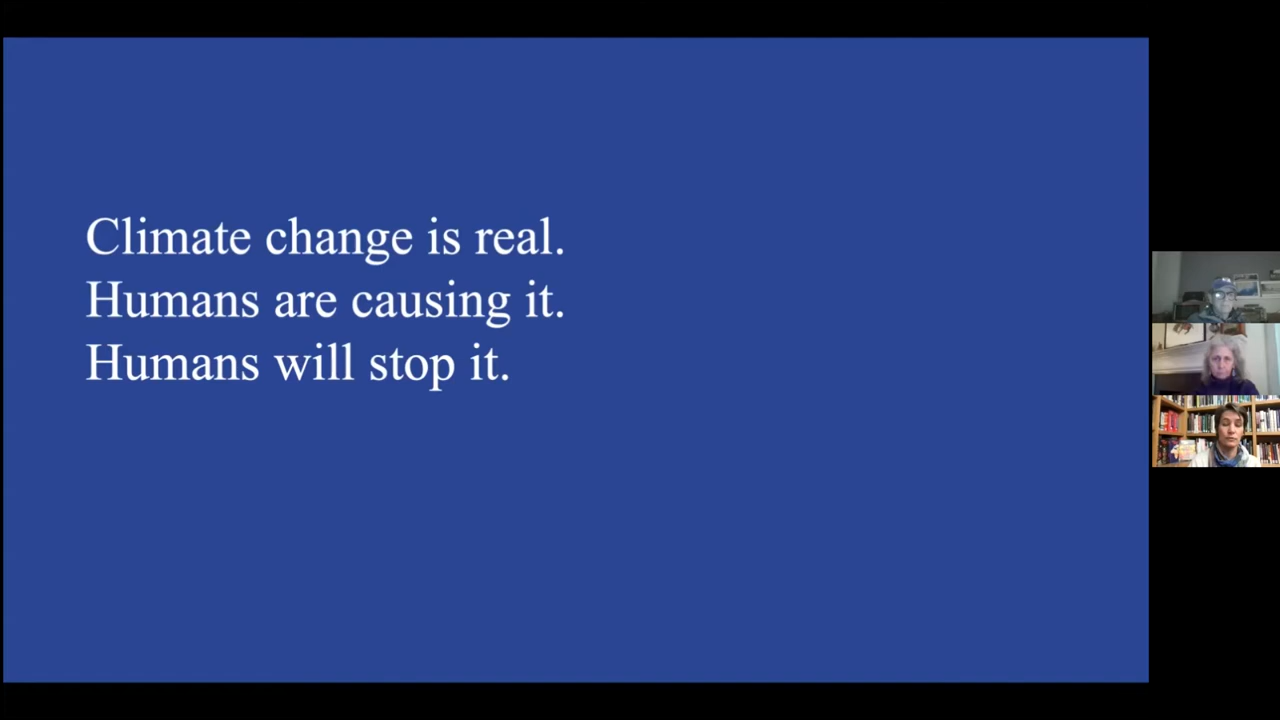 Climate change is real.
Humans are causing it.
Humans will stop it.